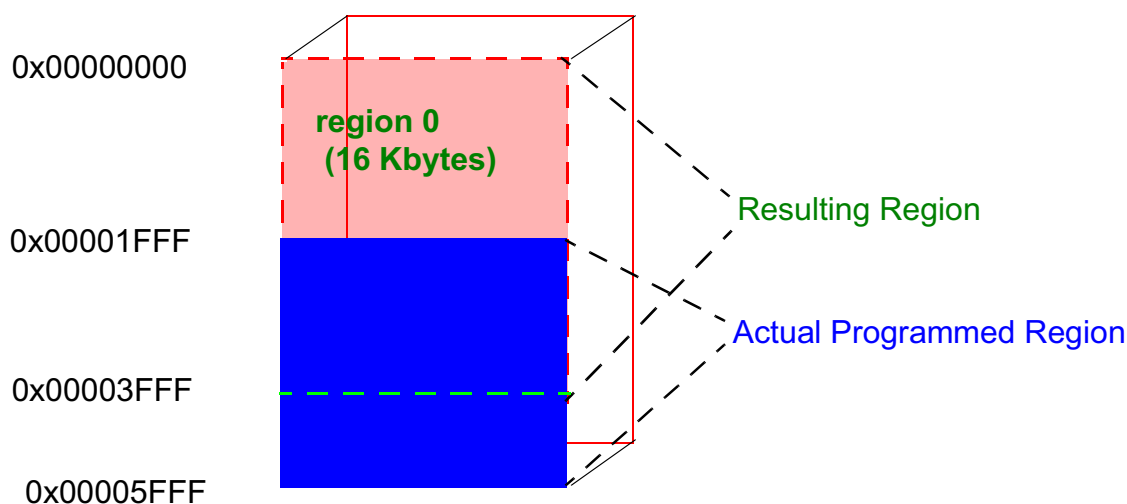 0x00000000
region 0
(16 Kbytes)
Resulting Region
0x00001FFF
Actual Programmed Region
0x00003FFF
0x00005FFF